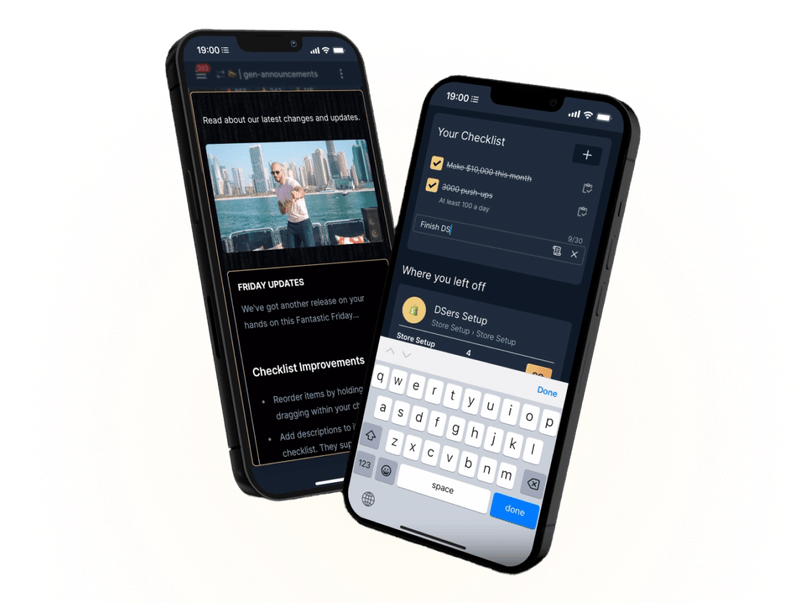 19:00
393
| gen-announcements
Read about our latest changes and updates.
FRIDAY UPDATES
We've got another release on your
hands on this Fantastic Friday...
Checklist Improvements
• Reorder items by holding
dragging within your ch
• Add descriptions to i
checklist. They sup
19:00
Your Checklist
+
Make $10,000 this month
3000 push-ups
At least 100 a day
Finish DS
9/30
Where you left off
DSers Setup
Store Setup › Store Setup
Store Setup
4
Done
q w e r t y u i o p
a s d f g h j k l
z x c v b n m
123
space
done